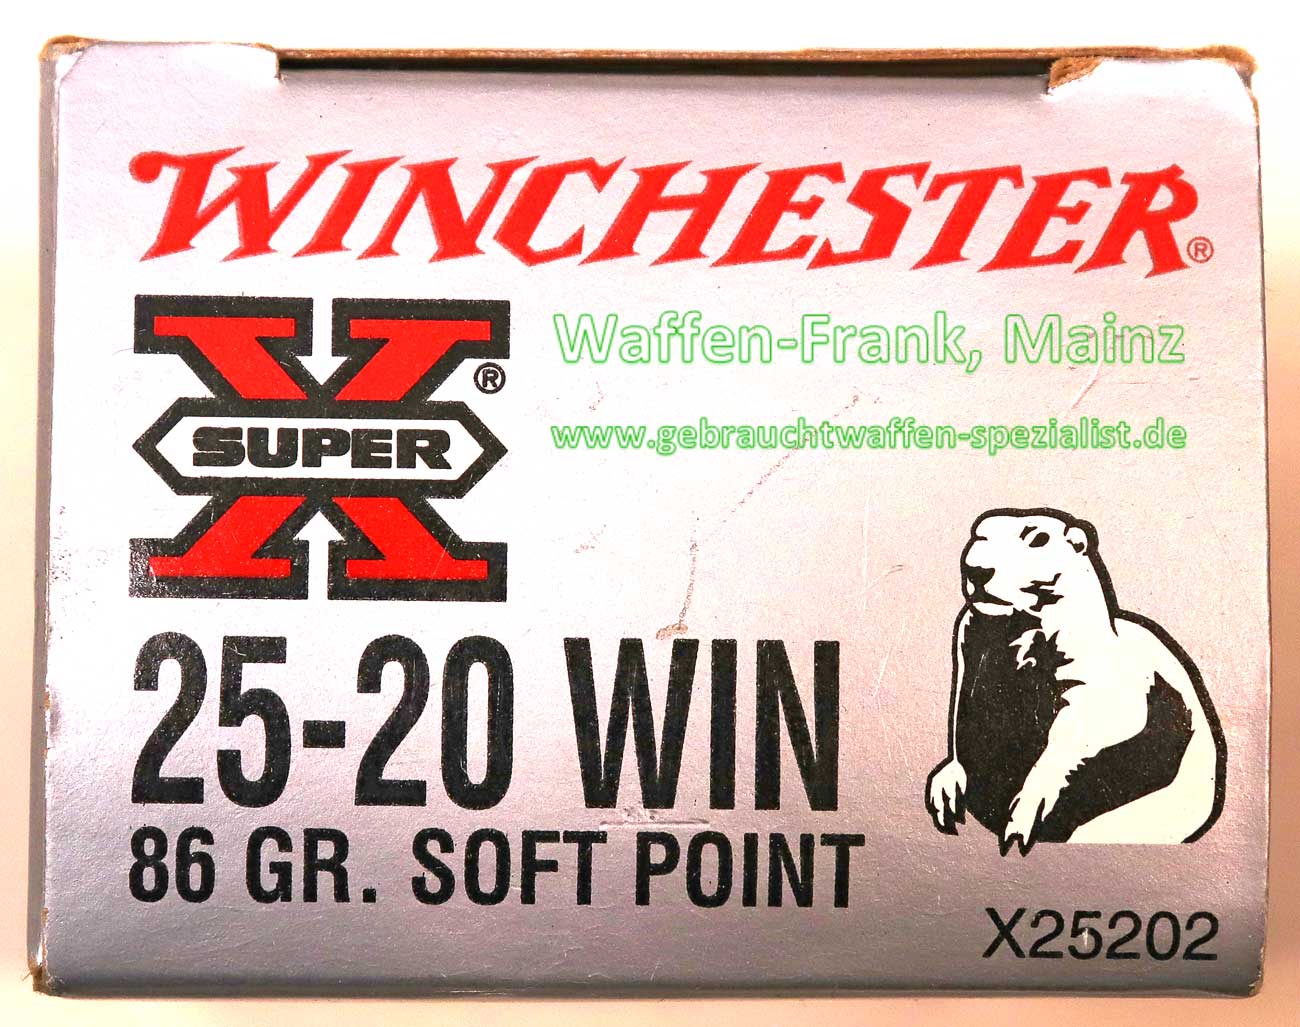 WINCHESTER®
X
SUPER
®
Waffen-Frank, Mainz
www.gebrauchtwaffen-spezialist.de
25-20 WIN
86 GR. SOFT POINT
X25202